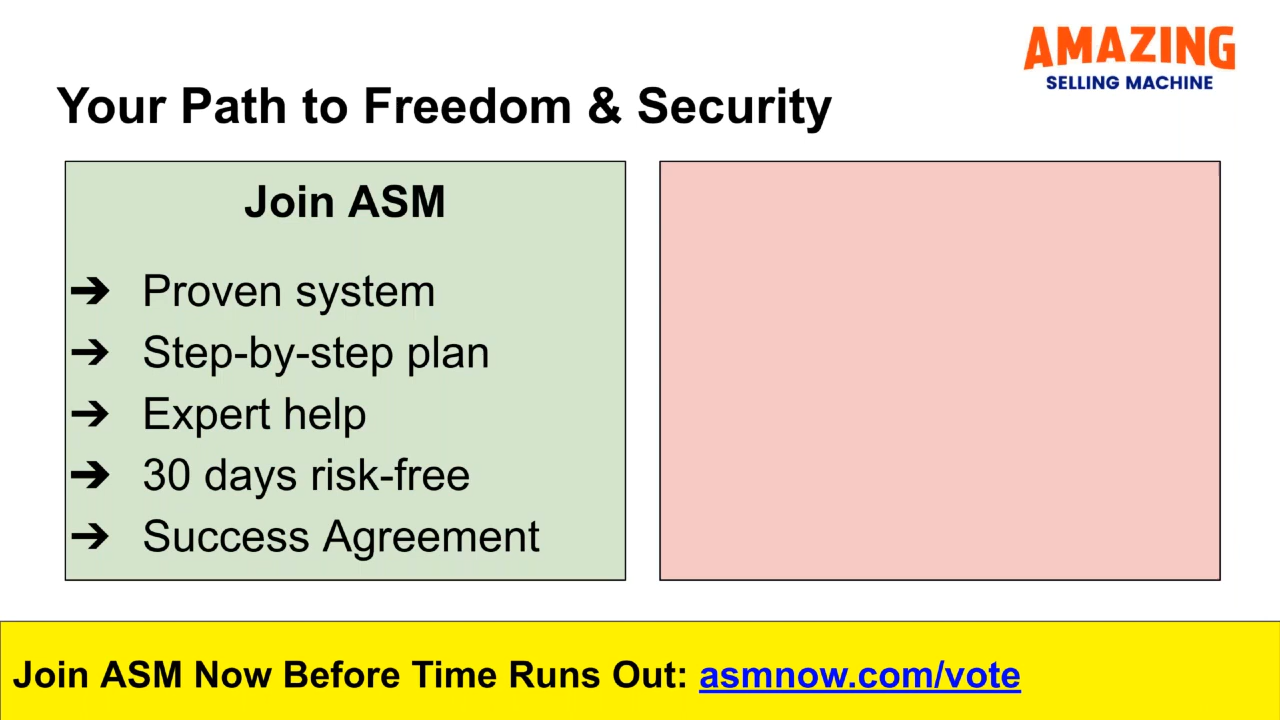 AMAZING
SELLING MACHINE
Your Path to Freedom & Security
Join ASM
➔ Proven system
➔ Step-by-step plan
➔ Expert help
➔ 30 days risk-free
➔ Success Agreement
Join ASM Now Before Time Runs Out: asmnow.com/vote